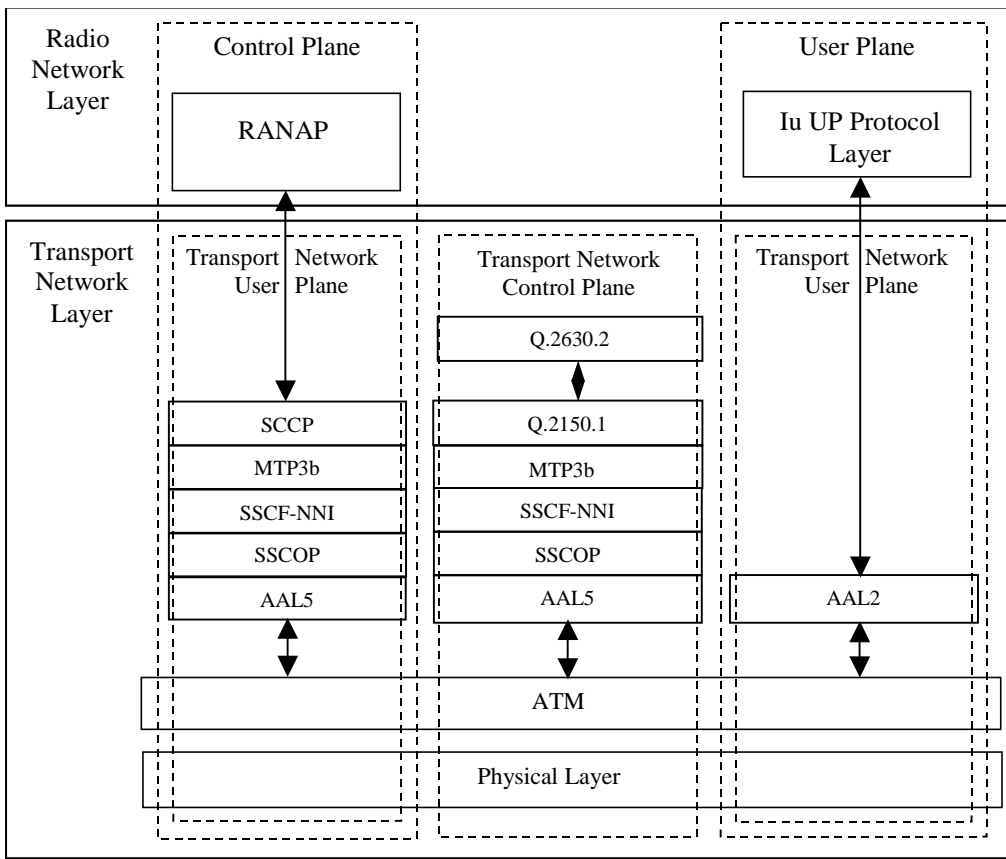 Radio
Network
Layer
Control Plane
User Plane
RANAP
Iu UP Protocol
Layer
Transport
Network
Layer
Transport Network
User Plane
Transport Network
Control Plane
Transport Network
User Plane
Q.2630.2
SCCP
MTP3b
SSCF-NNI
SSCOP
AAL5
Q.2150.1
MTP3b
SSCF-NNI
SSCOP
AAL5
AAL2
ATM
Physical Layer